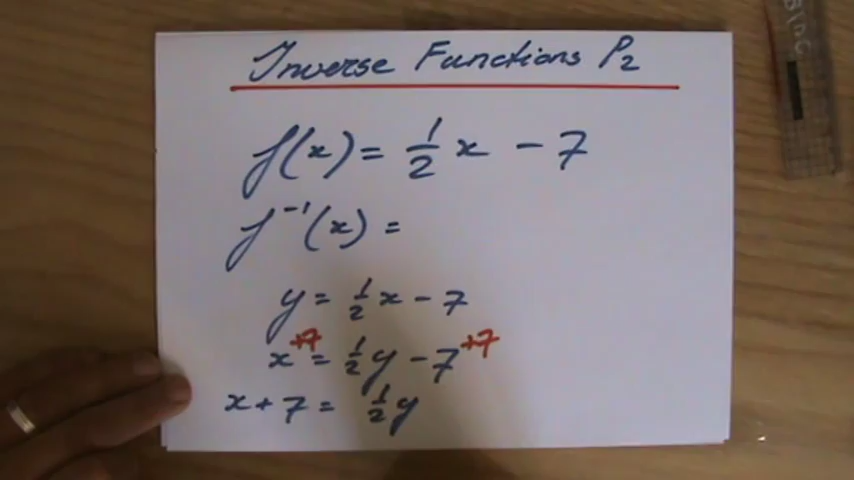 Inverse Functions P2
f(x) = 1/2 x - 7
f⁻¹(x) =
y = 1/2 x - 7
x +7 = 1/2 y - 7 +7
x + 7 = 1/2 y